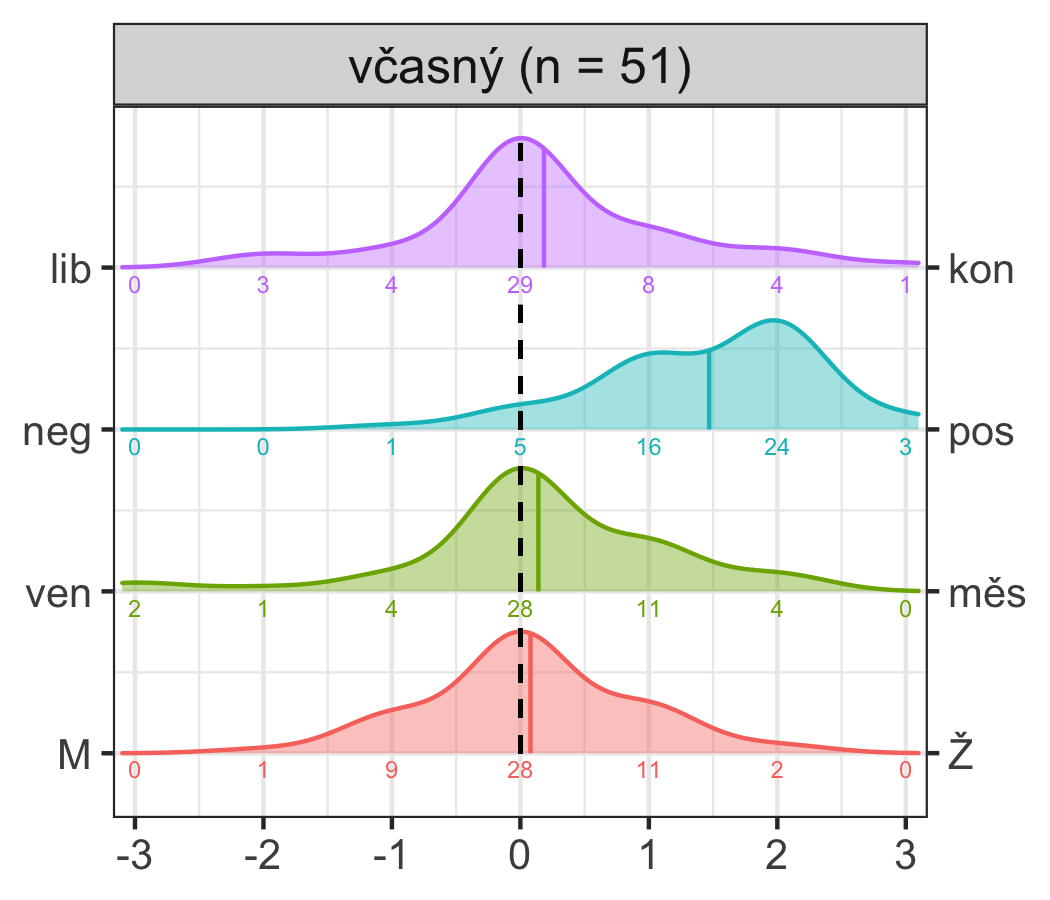 včasný (n = 51)
lib kon
0 3 4 29 8 4 1
neg pos
0 0 1 5 16 24 3
ven měs
2 1 4 28 11 4 0
M Ž
0 1 9 28 11 2 0
-3 -2 -1 0 1 2 3